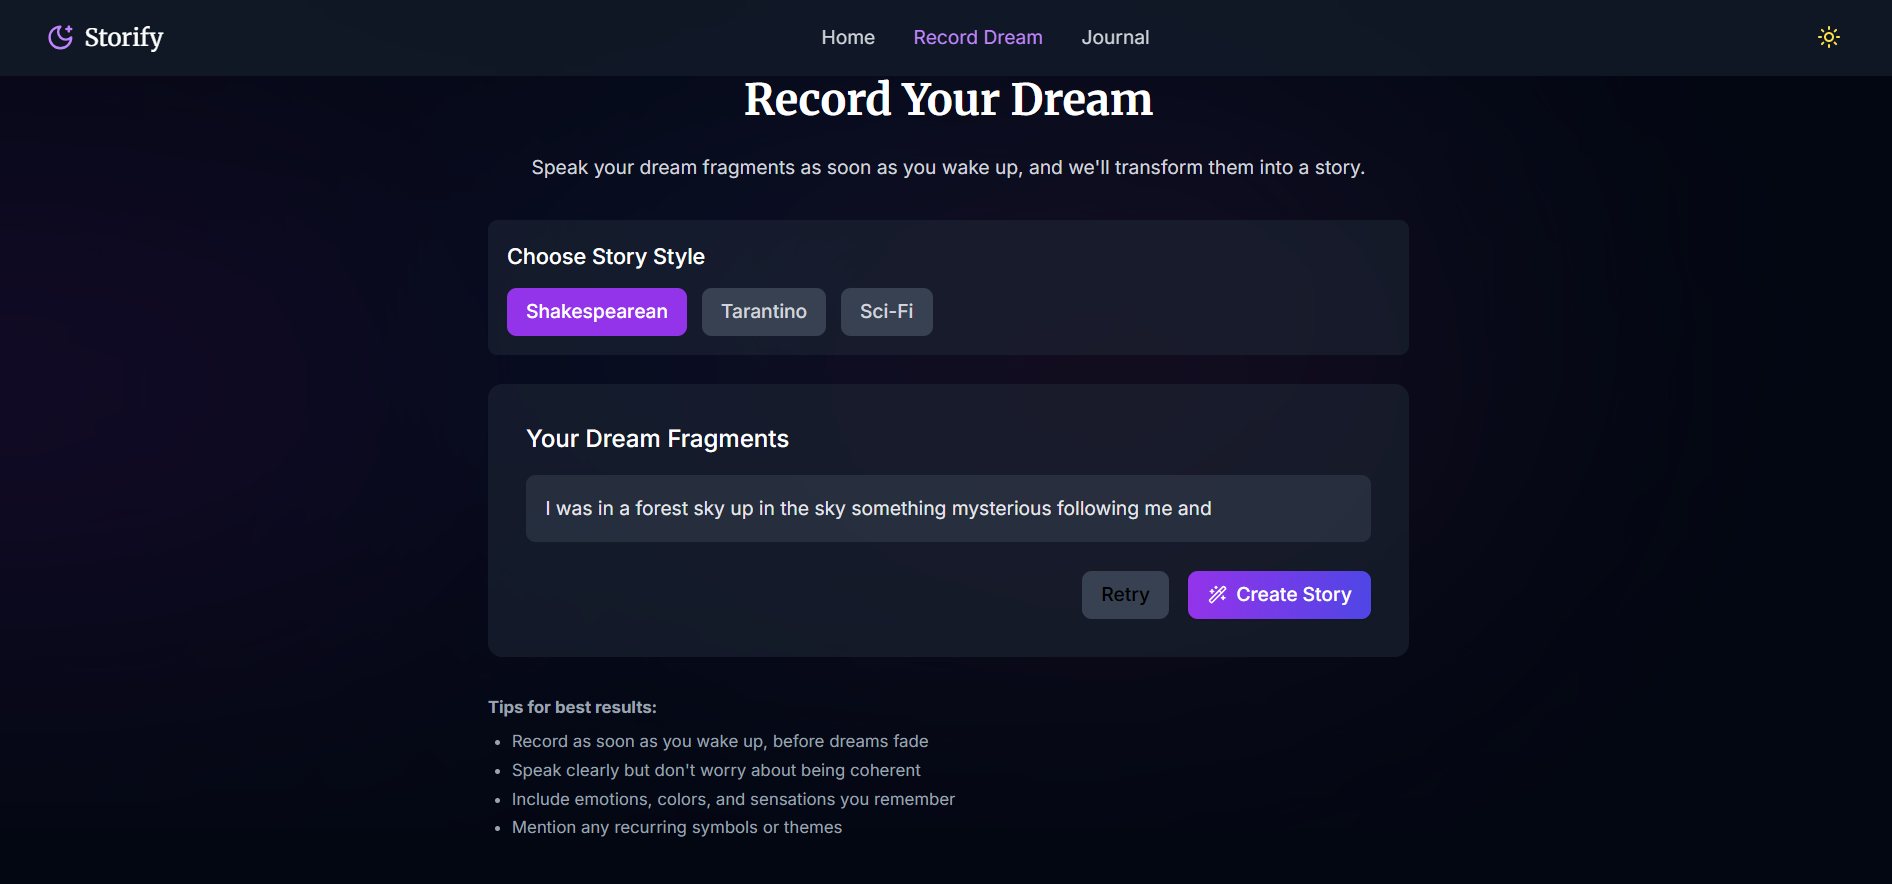 Storify
Home
Record Dream
Journal
Record Your Dream
Speak your dream fragments as soon as you wake up, and we'll transform them into a story.
Choose Story Style
Shakespearean
Tarantino
Sci-Fi
Your Dream Fragments
I was in a forest sky up in the sky something mysterious following me and
Retry
Create Story
Tips for best results:
• Record as soon as you wake up, before dreams fade
• Speak clearly but don't worry about being coherent
• Include emotions, colors, and sensations you remember
• Mention any recurring symbols or themes